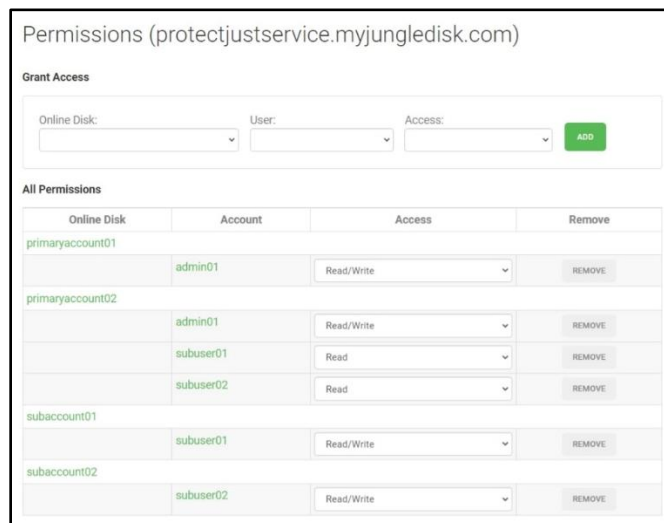 Permissions (protectjustservice.myjungledisk.com)
Grant Access
Online Disk: User: Access:
ADD
All Permissions
Online Disk Account Access Remove
primaryaccount01
admin01 Read/Write REMOVE
primaryaccount02
admin01 Read/Write REMOVE
subuser01 Read REMOVE
subuser02 Read REMOVE
subaccount01
subuser01 Read/Write REMOVE
subaccount02
subuser02 Read/Write REMOVE